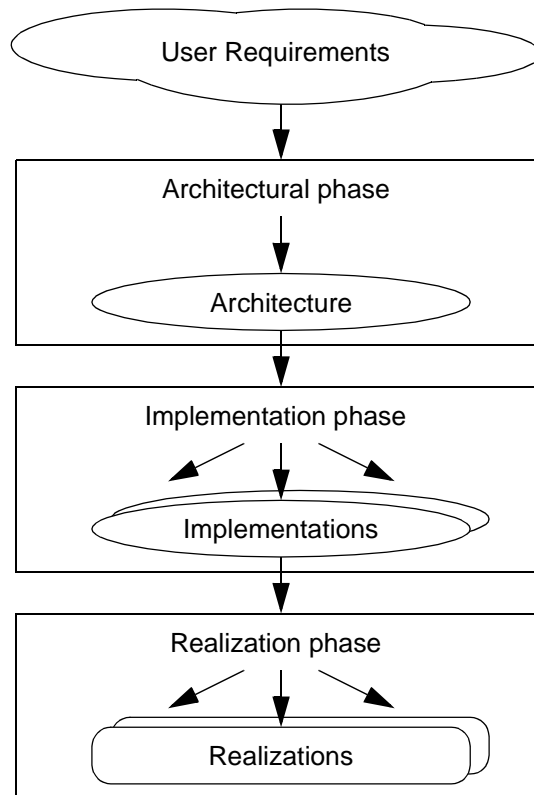 User Requirements
Architectural phase
Architecture
Implementation phase
Implementations
Realization phase
Realizations